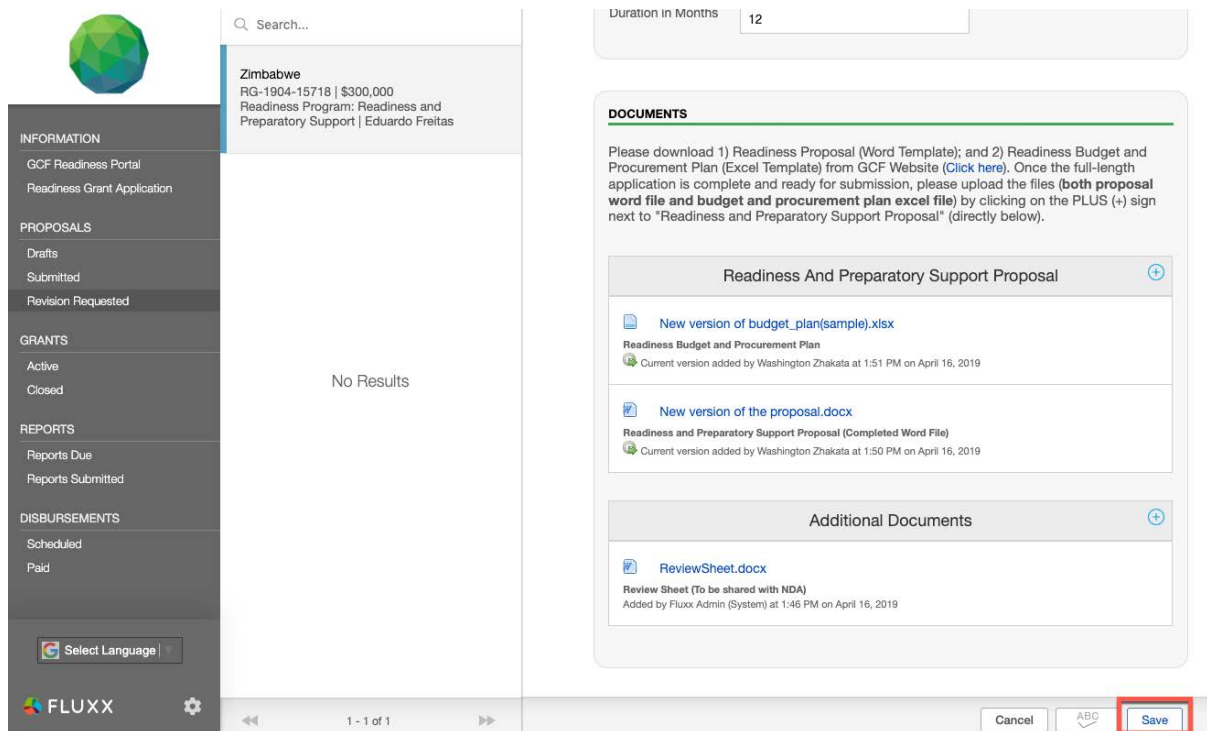 INFORMATION
GCF Readiness Portal
Readiness Grant Application
PROPOSALS
Drafts
Submitted
Revision Requested
GRANTS
Active
Closed
REPORTS
Reports Due
Reports Submitted
DISBURSEMENTS
Scheduled
Paid
Select Language
FLUXX
Search...
Zimbabwe
RG-1904-15718 | $300,000
Readiness Program: Readiness and
Preparatory Support | Eduardo Freitas
No Results
1 - 1 of 1
Duration in Months
12
DOCUMENTS
Please download 1) Readiness Proposal (Word Template); and 2) Readiness Budget and
Procurement Plan (Excel Template) from GCF Website (Click here). Once the full-length
application is complete and ready for submission, please upload the files (both proposal
word file and budget and procurement plan excel file) by clicking on the PLUS (+) sign
next to "Readiness and Preparatory Support Proposal" (directly below).
Readiness And Preparatory Support Proposal
New version of budget_plan(sample).xlsx
Readiness Budget and Procurement Plan
Current version added by Washington Zhakata at 1:51 PM on April 16, 2019
New version of the proposal.docx
Readiness and Preparatory Support Proposal (Completed Word File)
Current version added by Washington Zhakata at 1:50 PM on April 16, 2019
Additional Documents
ReviewSheet.docx
Review Sheet (To be shared with NDA)
Added by Fluxx Admin (System) at 1:46 PM on April 16, 2019
Cancel
ABC
Save